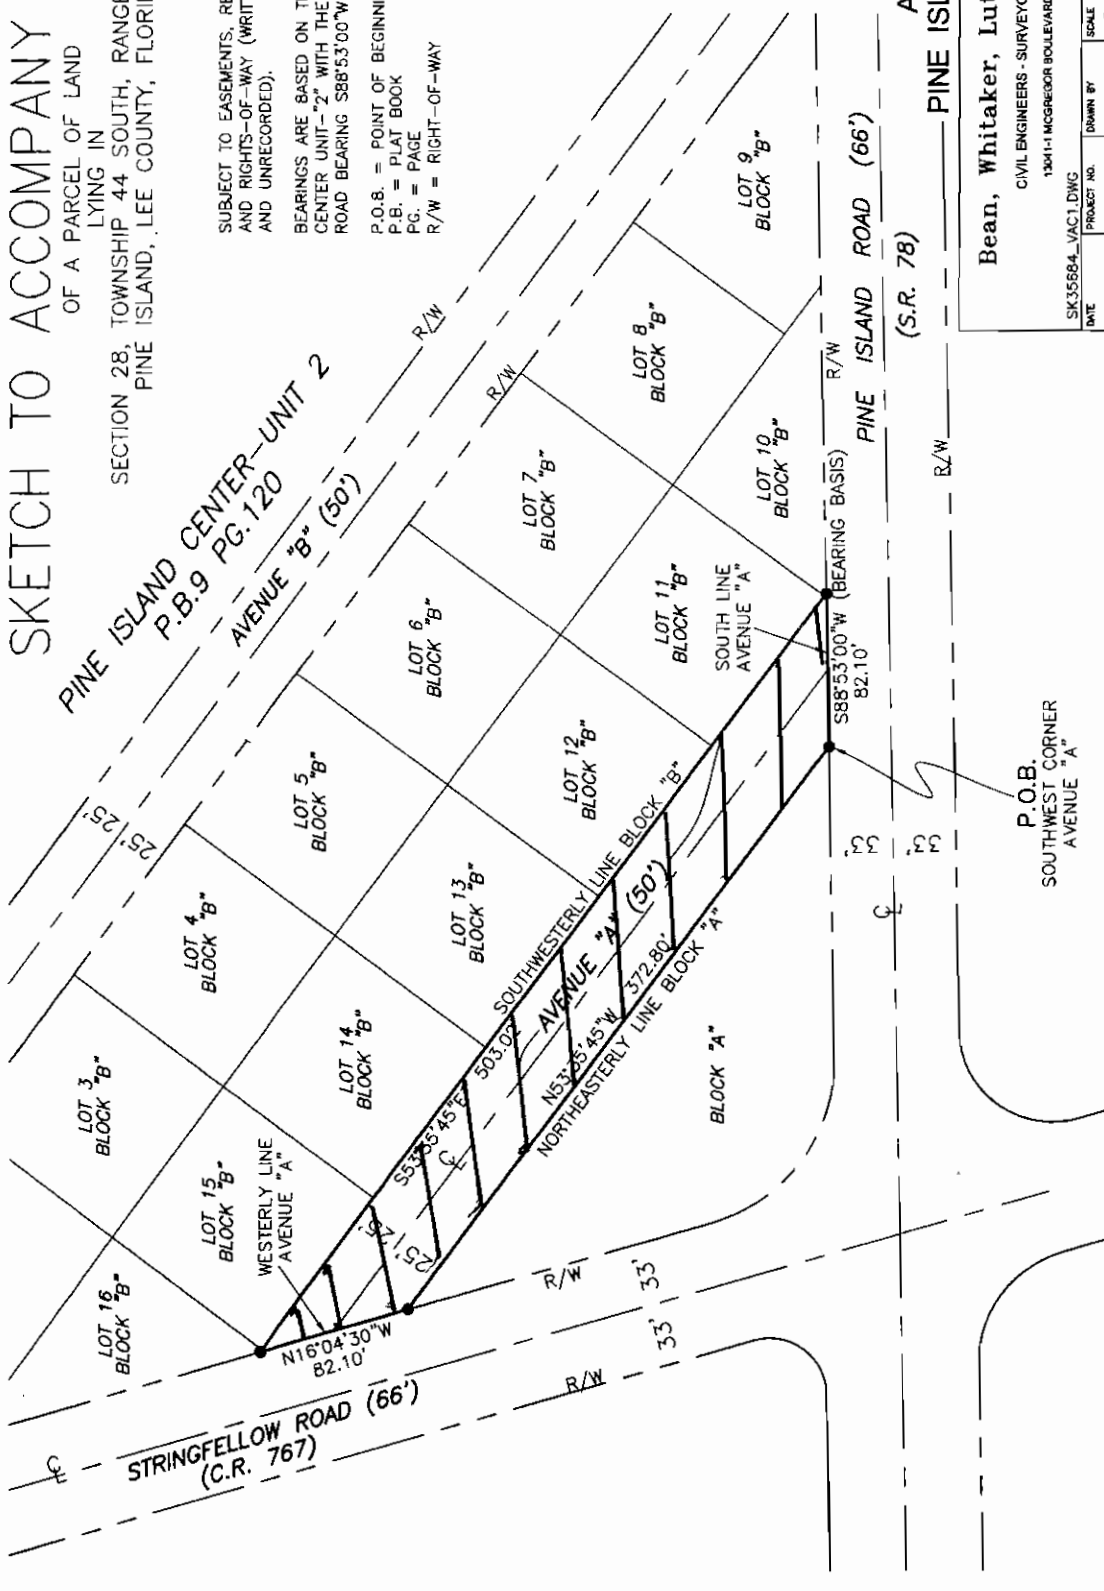 SKETCH TO ACCOMPANY
OF A PARCEL OF LAND
LYING IN
SECTION 28, TOWNSHIP 44 SOUTH, RANGE
PINE ISLAND, LEE COUNTY, FLORI
SUBJECT TO EASEMENTS, RE
AND RIGHTS-OF-WAY (WRIT
AND UNRECORDED).
BEARINGS ARE BASED ON T
CENTER UNIT-"2" WITH THE
ROAD BEARING S88°53'00"W
P.O.B. = POINT OF BEGINNI
P.B. = PLAT BOOK
PG. = PAGE
R/W = RIGHT-OF-WAY
PINE ISLAND CENTER-UNIT 2
P.B.9 PG.120
AVENUE "B" (50')
R/W
R/W
25'
25'
LOT 3
BLOCK "B"
LOT 4
BLOCK "B"
LOT 5
BLOCK "B"
LOT 6
BLOCK "B"
LOT 7
BLOCK "B"
LOT 8
BLOCK "B"
LOT 9
BLOCK "B"
LOT 16
BLOCK "B"
LOT 15
BLOCK "B"
LOT 14
BLOCK "B"
LOT 13
BLOCK "B"
LOT 12
BLOCK "B"
LOT 11
BLOCK "B"
LOT 10
BLOCK "B"
WESTERLY LINE
AVENUE "A"
SOUTH LINE
AVENUE "A"
SOUTHWESTERLY LINE BLOCK "B"
S53°35'45"E
503.02'
AVENUE "A" (50')
25'
25'
N53°35'45"W 372.80'
NORTHEASTERLY LINE BLOCK "A"
BLOCK "A"
N16°04'30"W
82.10'
S88°53'00"W (BEARING BASIS)
82.10'
STRINGFELLOW ROAD (66')
(C.R. 767)
R/W
R/W
33'
33'
33'
33'
P.O.B.
SOUTHWEST CORNER
AVENUE "A"
R/W
PINE ISLAND ROAD (66')
(S.R. 78)
R/W
A
PINE ISL
Bean, Whitaker, Lut
CIVIL ENGINEERS - SURVEYO
13041-1 MCGREGOR BOULEVARD
SK35684_VAC1.DWG
DATE PROJECT NO. DRAWN BY SCALE